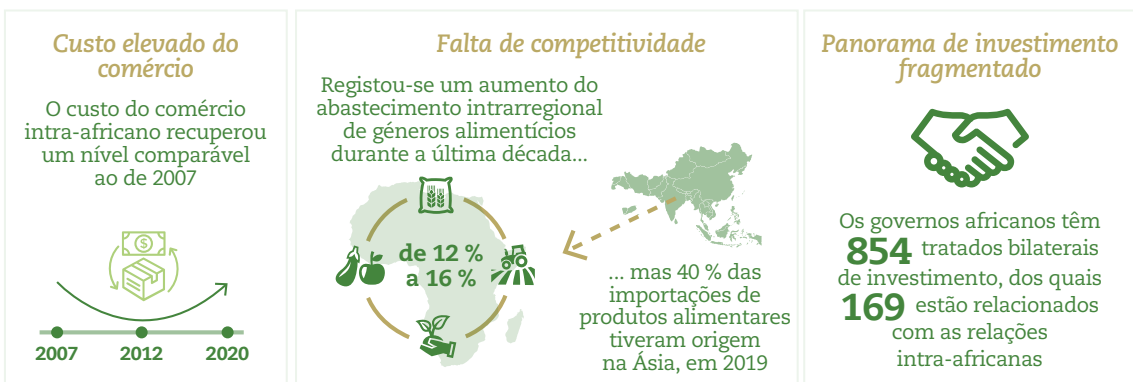 Custo elevado do
comércio
O custo do comércio
intra-africano recuperou
um nível comparável
ao de 2007
$
2007
2012
2020
Falta de competitividade
Registou-se um aumento do
abastecimento intrarregional
de géneros alimentícios
durante a última década...
de 12 %
a 16 %
... mas 40 % das
importações de
produtos alimentares
tiveram origem
na Ásia, em 2019
Panorama de investimento
fragmentado
Os governos africanos têm
854 tratados bilaterais
de investimento, dos quais
169 estão relacionados
com as relações
intra-africanas